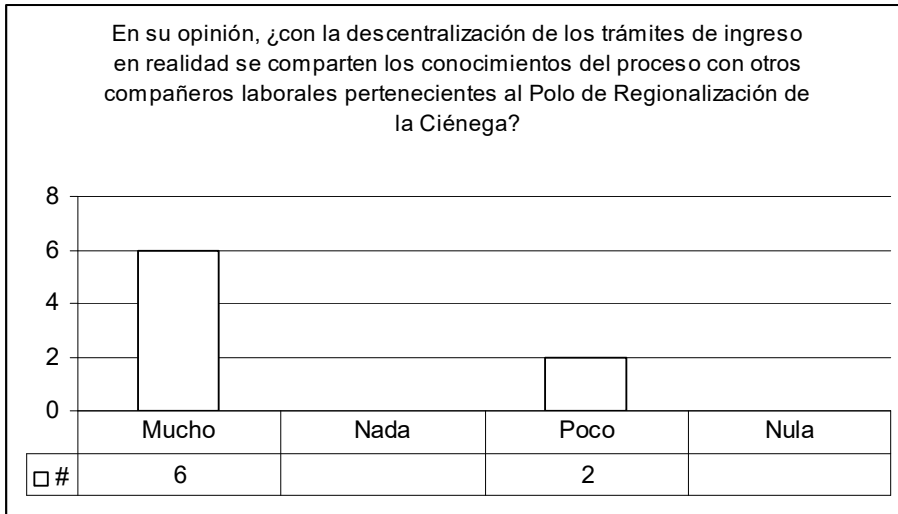 En su opinión, ¿con la descentralización de los trámites de ingreso
en realidad se comparten los conocimientos del proceso con otros
compañeros laborales pertenecientes al Polo de Regionalización de
la Ciénega?
8
6
4
2
0
Mucho Nada Poco Nula
# 6 2